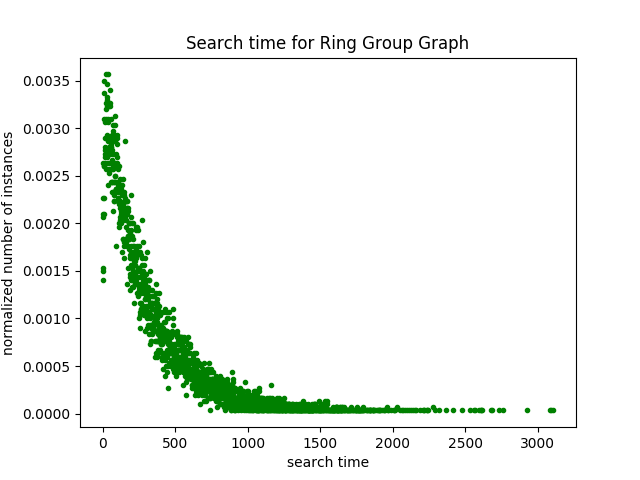 Search time for Ring Group Graph
normalized number of instances
0.0035
0.0030
0.0025
0.0020
0.0015
0.0010
0.0005
0.0000
0 500 1000 1500 2000 2500 3000
search time